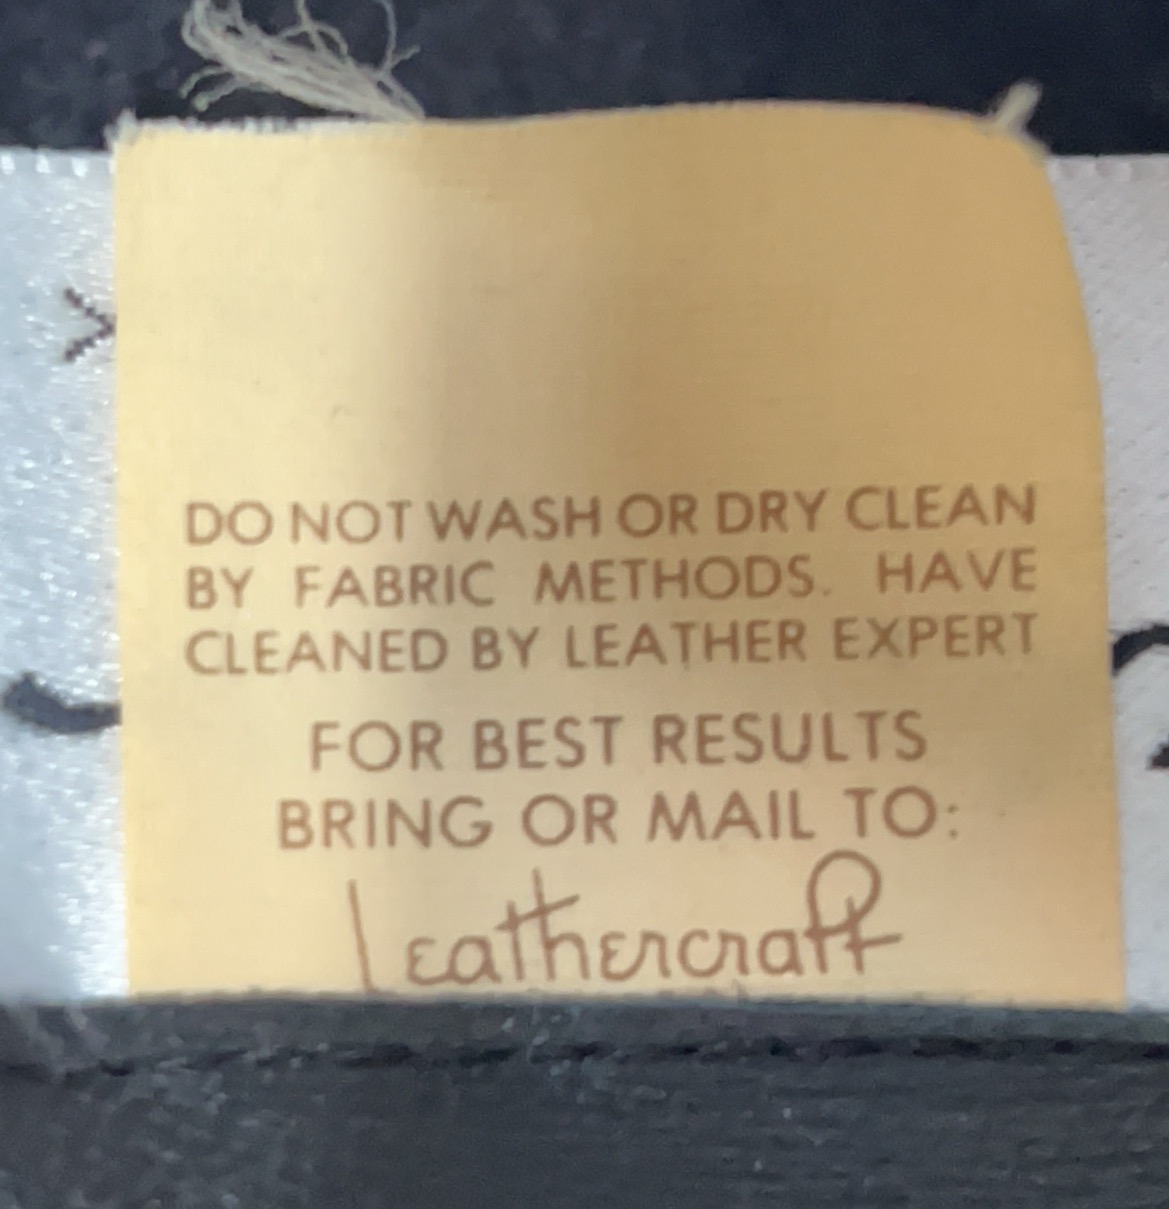 DO NOT WASH OR DRY CLEAN
BY FABRIC METHODS. HAVE
CLEANED BY LEATHER EXPERT
FOR BEST RESULTS
BRING OR MAIL TO:
Leathercraft